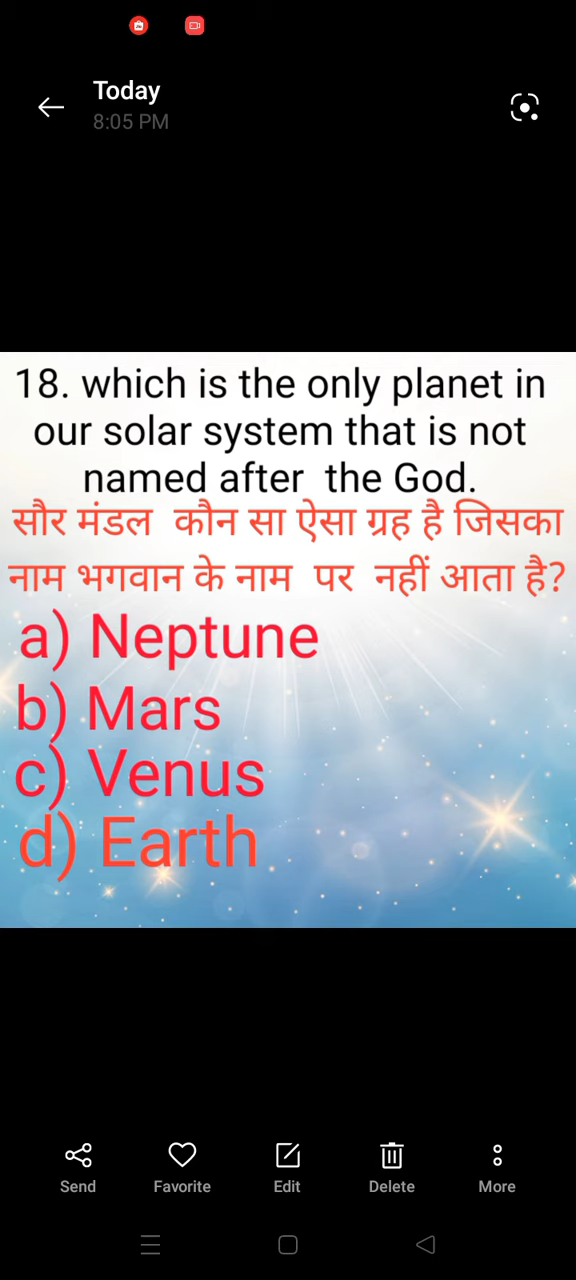 Today
8:05 PM
18. which is the only planet in
our solar system that is not
named after the God.
सौर मंडल कौन सा ऐसा ग्रह है जिसका
नाम भगवान के नाम पर नहीं आता है?
a) Neptune
b) Mars
c) Venus
d) Earth
Send Favorite Edit Delete More